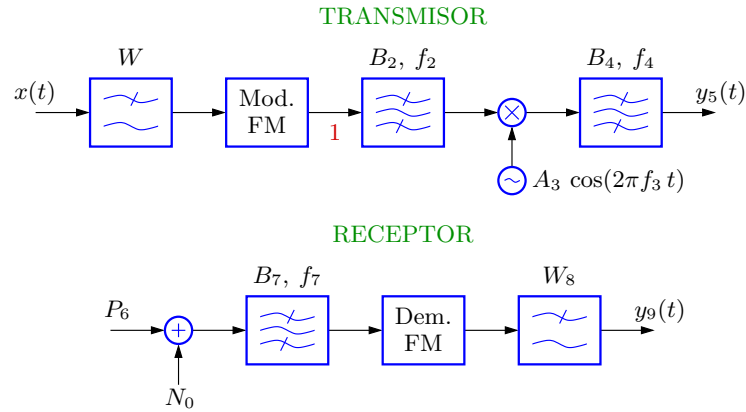 TRANSMISOR
W
B₂, f₂
B₄, f₄
x(t)
Mod.
FM
1
×
y₅(t)
~
A₃ cos(2πf₃ t)
RECEPTOR
B₇, f₇
W₈
P₆
+
Dem.
FM
y₉(t)
N₀